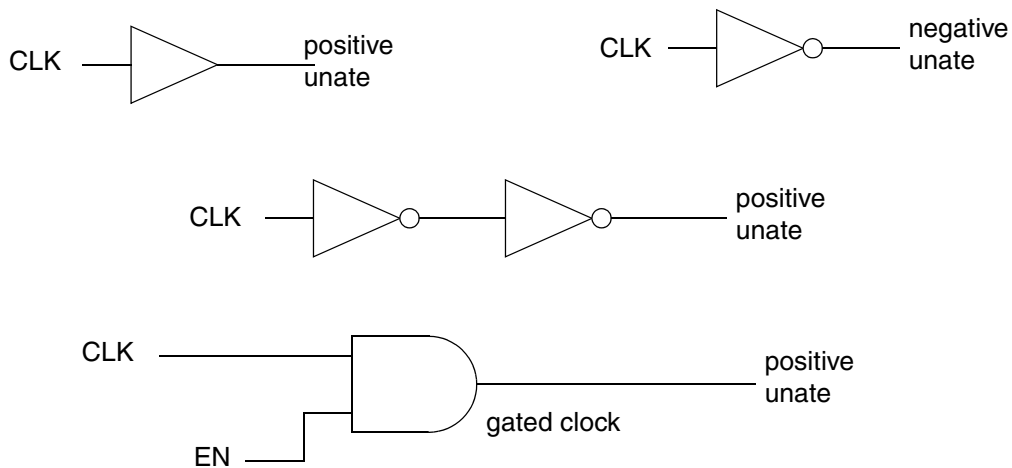 CLK
positive
unate
CLK
negative
unate
CLK
positive
unate
CLK
positive
unate
gated clock
EN